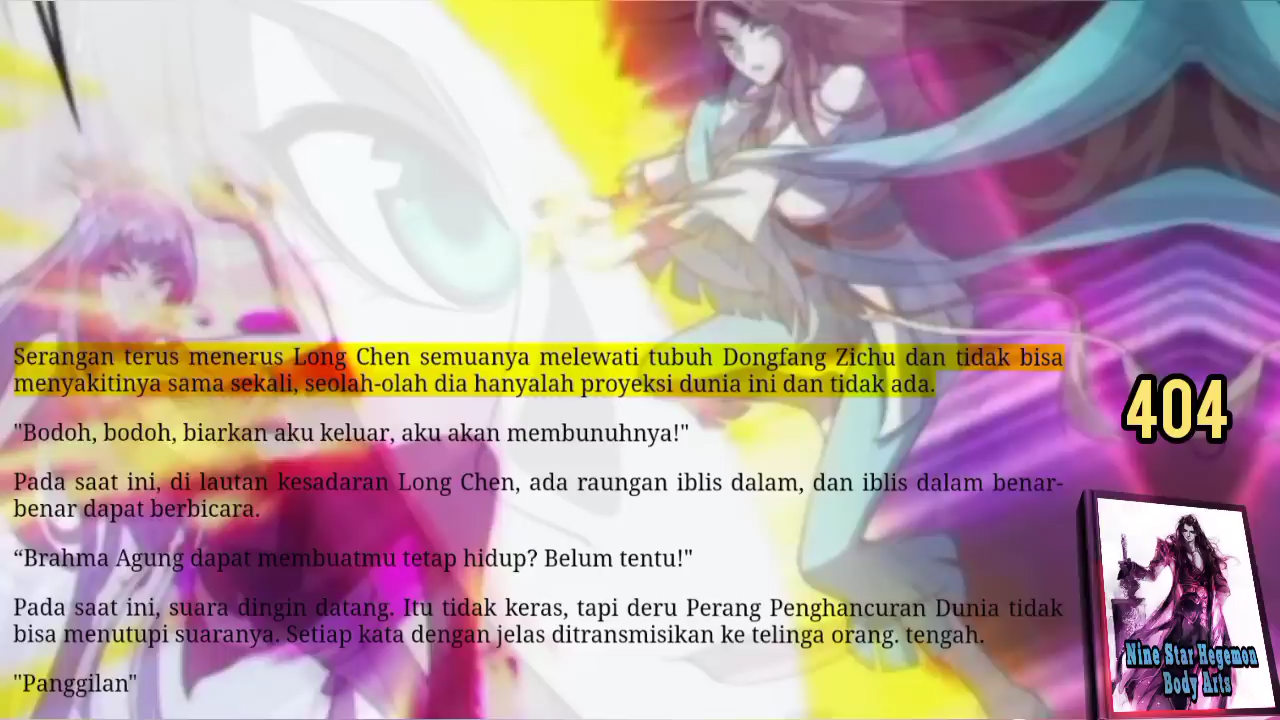 Serangan terus menerus Long Chen semuanya melewati tubuh Dongfang Zichu dan tidak bisa
menyakitinya sama sekali, seolah-olah dia hanyalah proyeksi dunia ini dan tidak ada.
"Bodoh, bodoh, biarkan aku keluar, aku akan membunuhnya!"
Pada saat ini, di lautan kesadaran Long Chen, ada raungan iblis dalam, dan iblis dalam benar-
benar dapat berbicara.
“Brahma Agung dapat membuatmu tetap hidup? Belum tentu!"
Pada saat ini, suara dingin datang. Itu tidak keras, tapi deru Perang Penghancuran Dunia tidak
bisa menutupi suaranya. Setiap kata dengan jelas ditransmisikan ke telinga orang. tengah.
"Panggilan"
404
Nine Star Hegemon
Body Arts